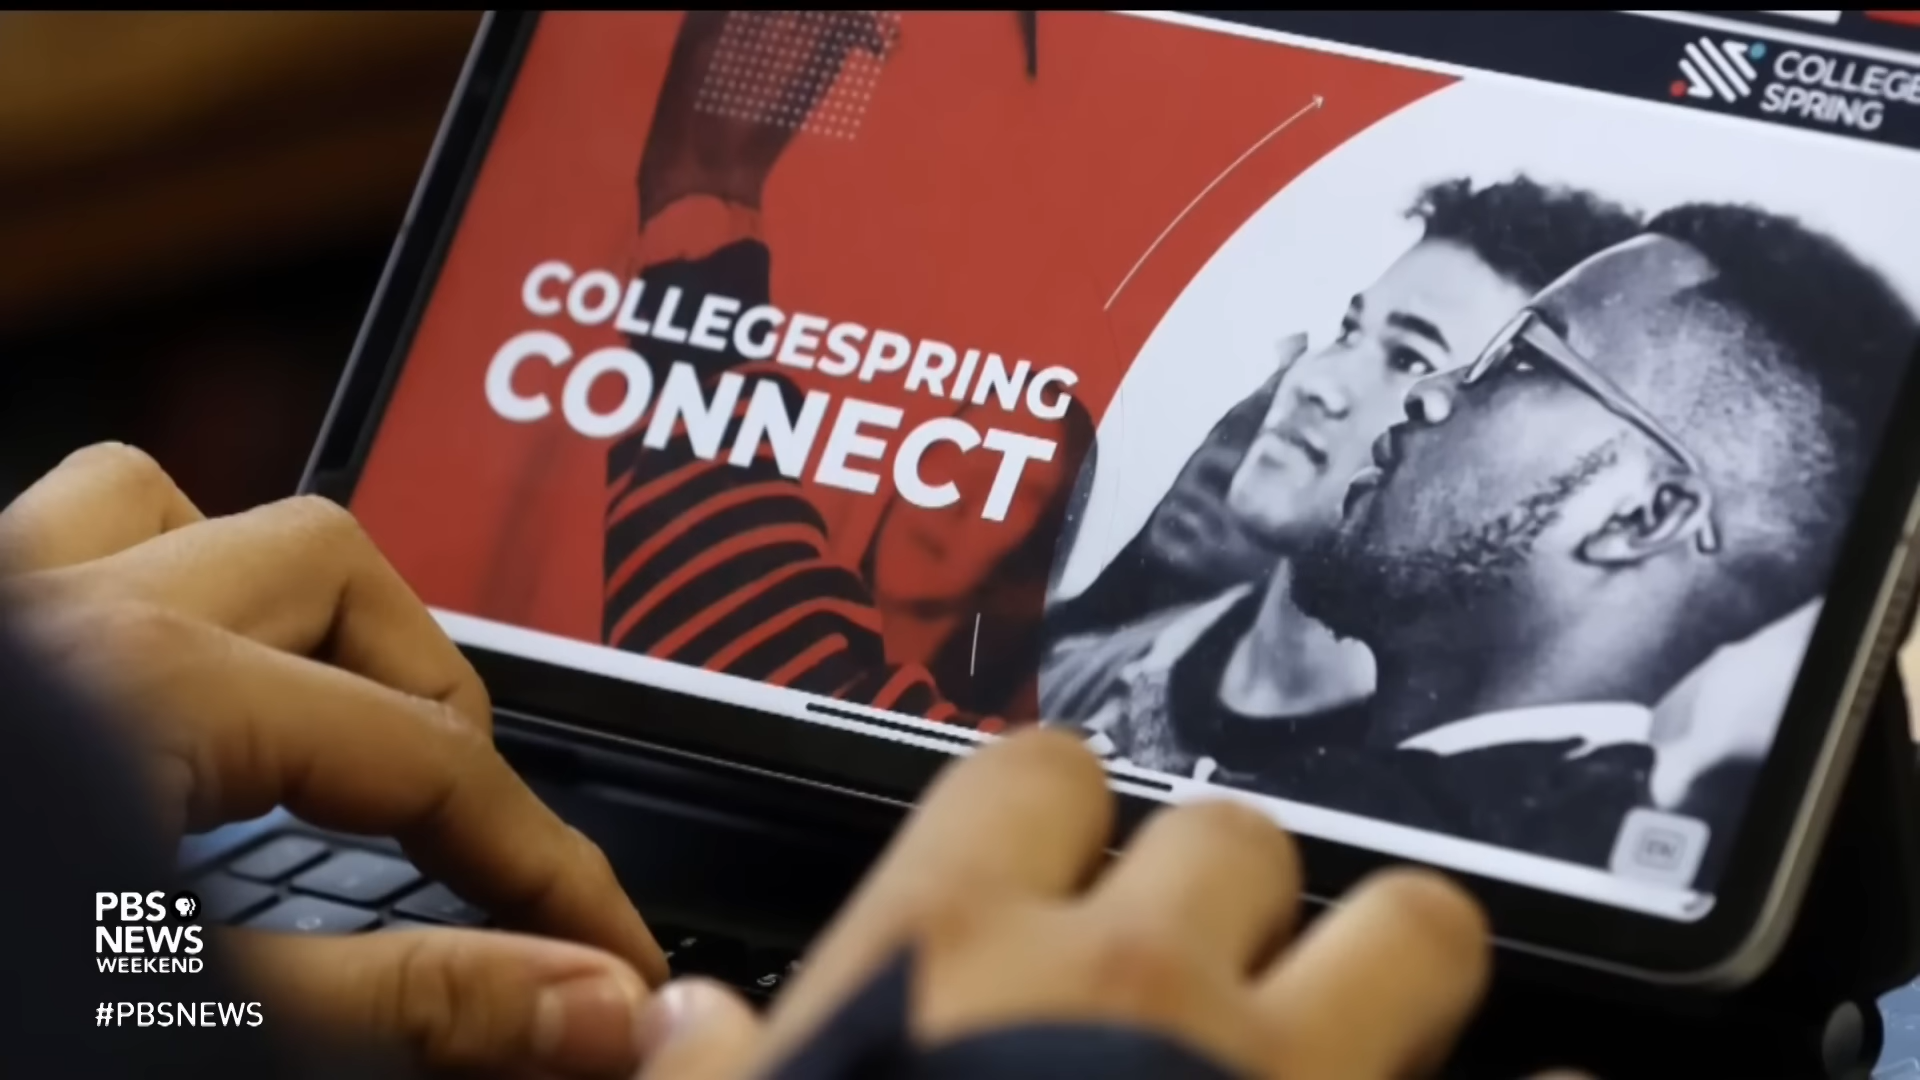 COLLEGE
SPRING
COLLEGESPRING
CONNECT
PBS
NEWS
WEEKEND
#PBSNEWS